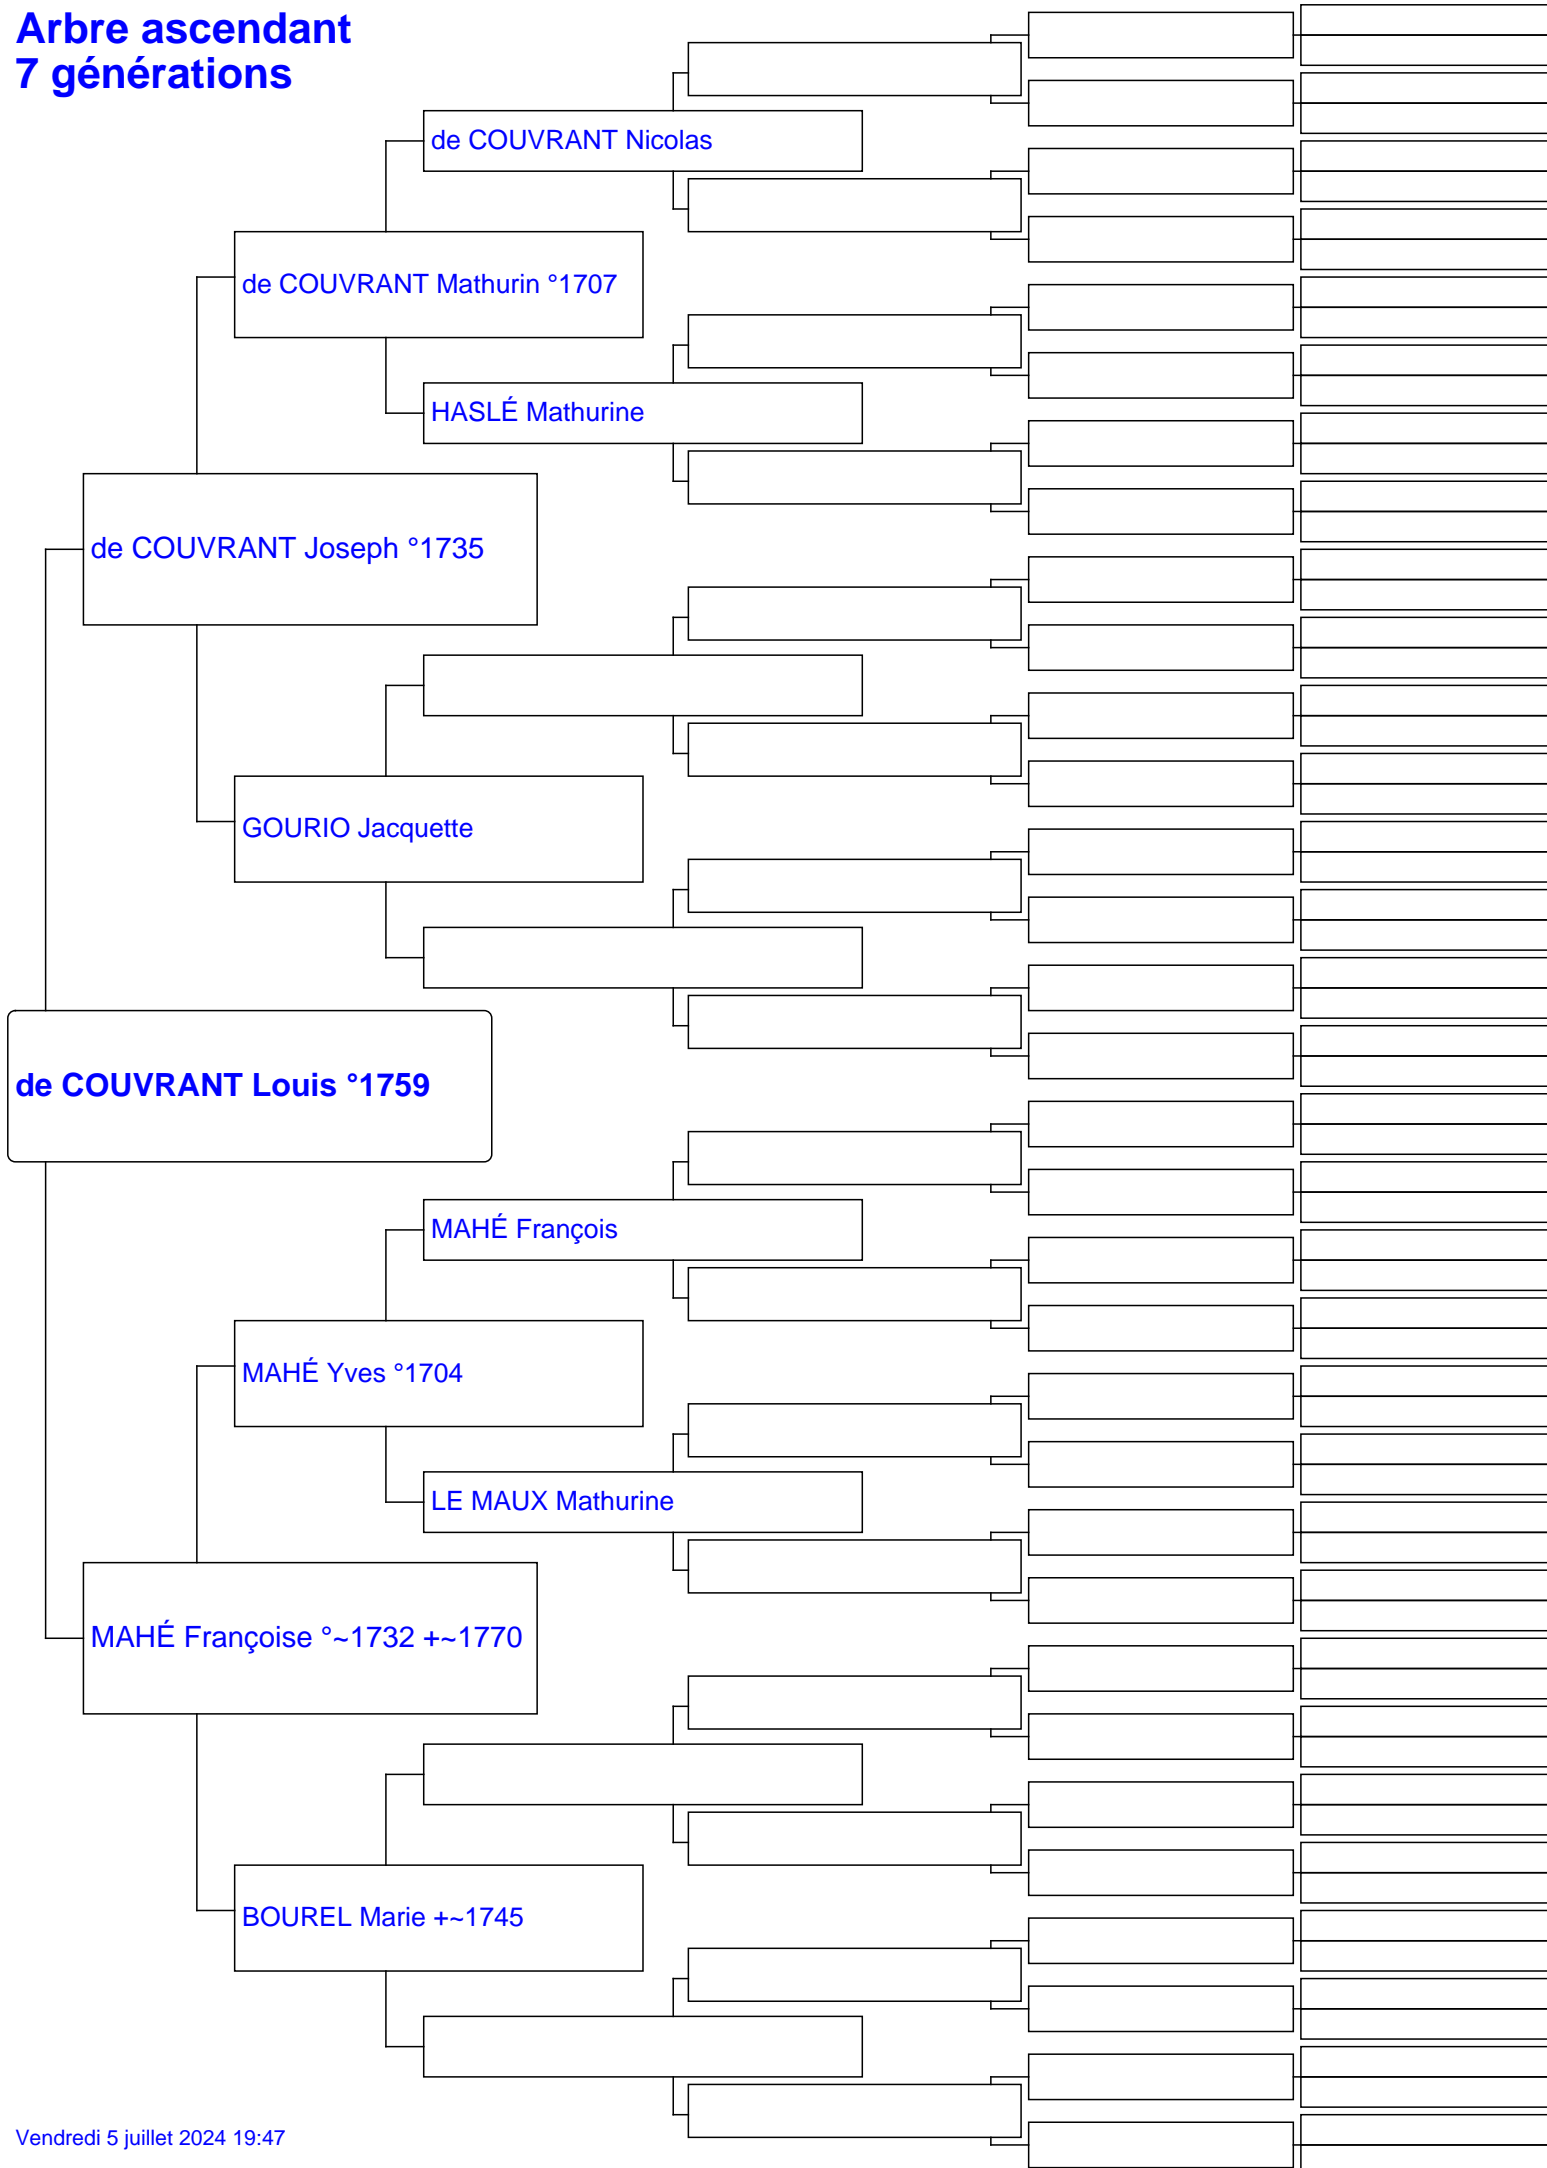 Arbre ascendant
7 générations
de COUVRANT Nicolas
de COUVRANT Mathurin °1707
HASLÉ Mathurine
de COUVRANT Joseph °1735
GOURIO Jacquette
de COUVRANT Louis °1759
MAHÉ François
MAHÉ Yves °1704
LE MAUX Mathurine
MAHÉ Françoise °~1732 +~1770
BOUREL Marie +~1745
Vendredi 5 juillet 2024 19:47